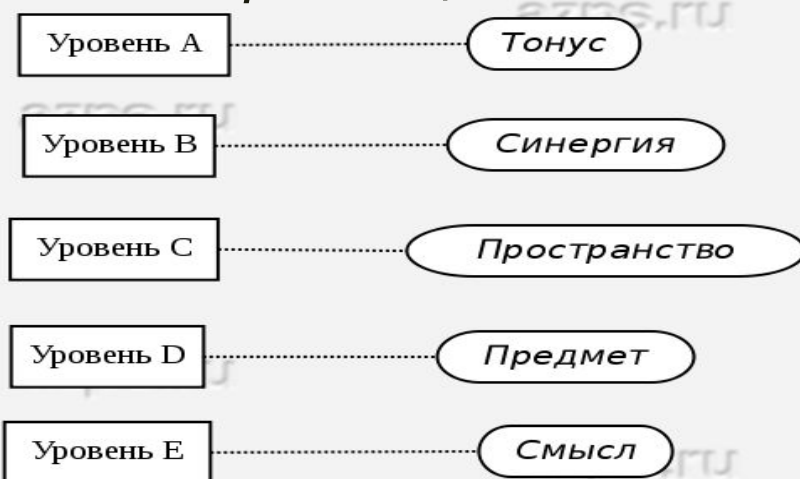 Уровень A Тонус
Уровень B Синергия
Уровень C Пространство
Уровень D Предмет
Уровень E Смысл